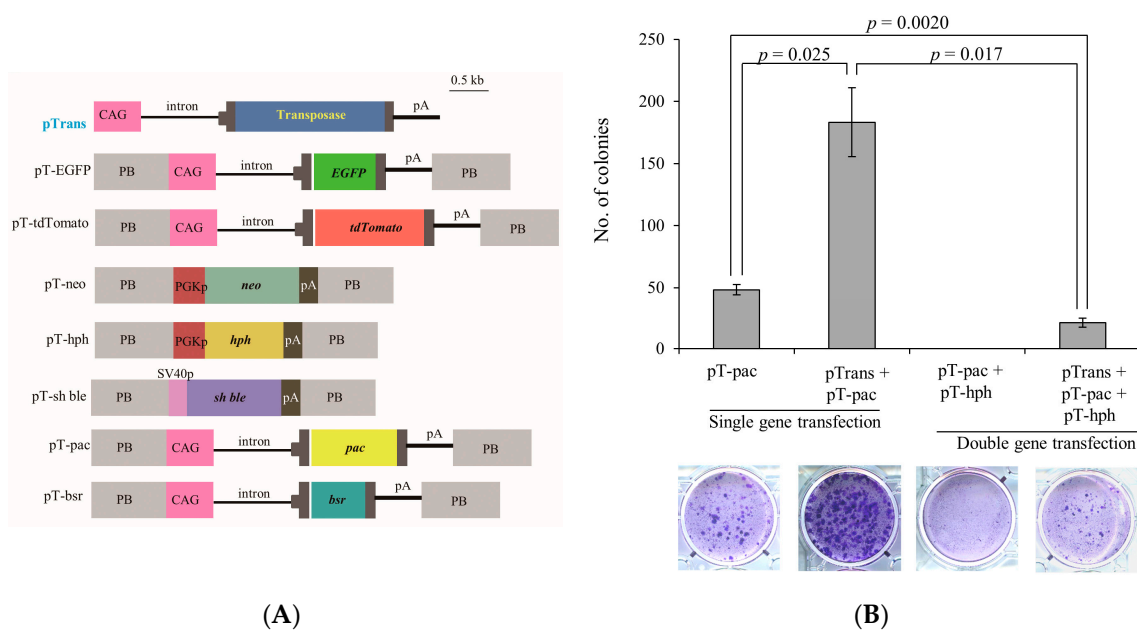 0.5 kb
pTrans
CAG
intron
Transposase
pA
pT-EGFP
PB
CAG
intron
EGFP
pA
PB
pT-tdTomato
PB
CAG
intron
tdTomato
pA
PB
pT-neo
PB
PGKp
neo
pA
PB
pT-hph
PB
PGKp
hph
pA
PB
pT-sh ble
PB
SV40p
sh ble
pA
PB
pT-pac
PB
CAG
intron
pac
pA
PB
pT-bsr
PB
CAG
intron
bsr
pA
PB
(A)
No. of colonies
250
200
150
100
50
0
p = 0.0020
p = 0.025
p = 0.017
pT-pac
pTrans +
pT-pac
pT-pac +
pT-hph
pTrans +
pT-pac +
pT-hph
Single gene transfection
Double gene transfection
(B)